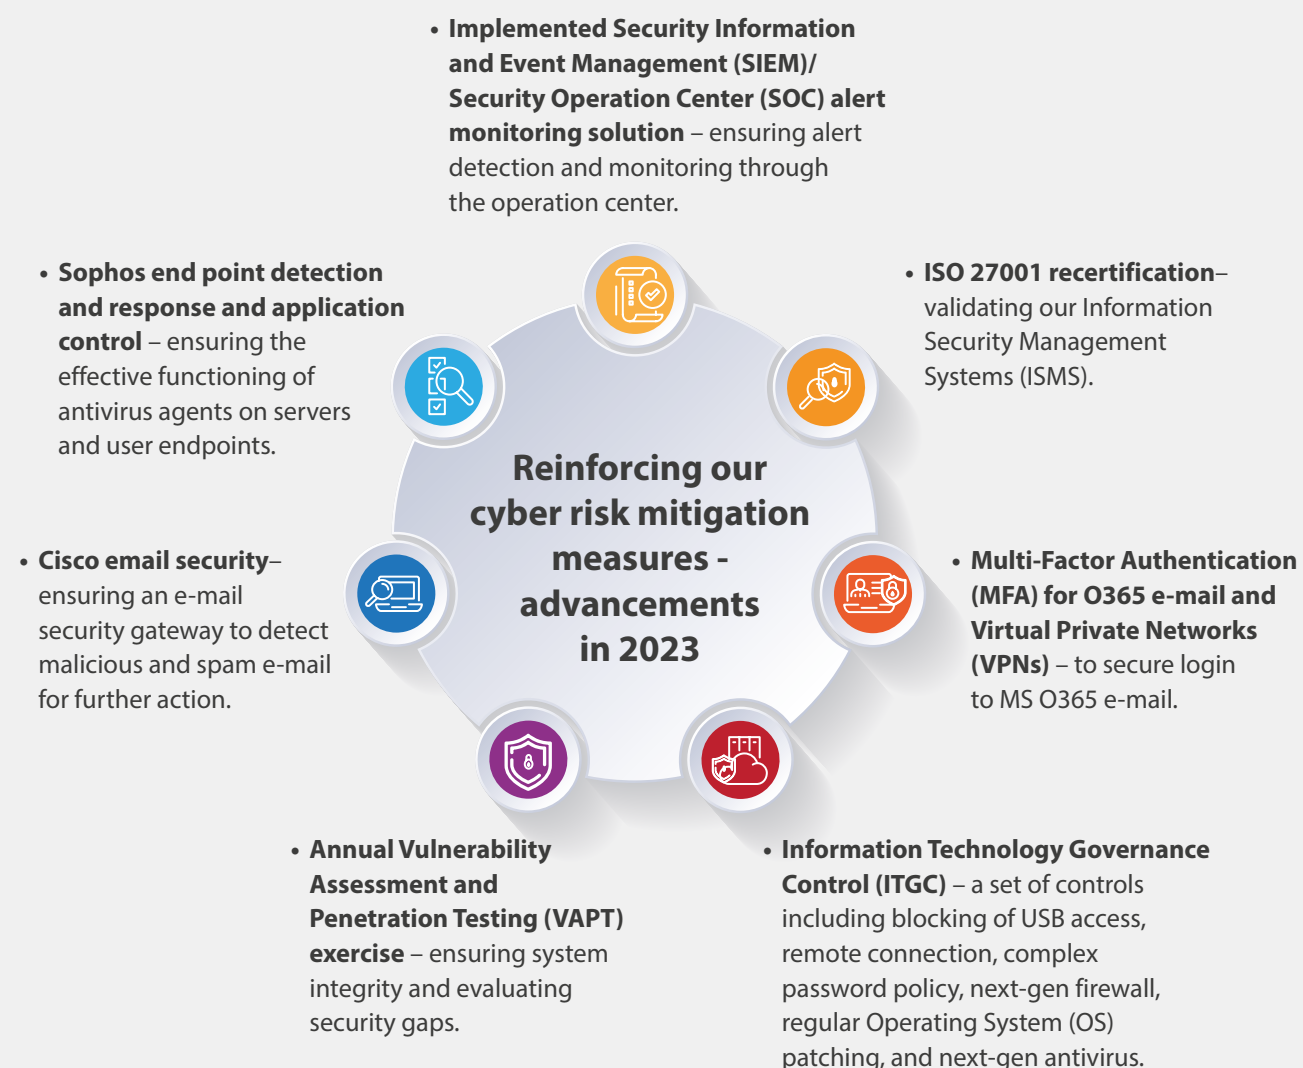 • Implemented Security Information
and Event Management (SIEM)/
Security Operation Center (SOC) alert
monitoring solution – ensuring alert
detection and monitoring through
the operation center.
• Sophos end point detection
and response and application
control – ensuring the
effective functioning of
antivirus agents on servers
and user endpoints.
• ISO 27001 recertification–
validating our Information
Security Management
Systems (ISMS).
Reinforcing our
cyber risk mitigation
measures -
advancements
in 2023
• Cisco email security–
ensuring an e-mail
security gateway to detect
malicious and spam e-mail
for further action.
• Multi-Factor Authentication
(MFA) for O365 e-mail and
Virtual Private Networks
(VPNs) – to secure login
to MS O365 e-mail.
• Annual Vulnerability
Assessment and
Penetration Testing (VAPT)
exercise – ensuring system
integrity and evaluating
security gaps.
• Information Technology Governance
Control (ITGC) – a set of controls
including blocking of USB access,
remote connection, complex
password policy, next-gen firewall,
regular Operating System (OS)
patching, and next-gen antivirus.